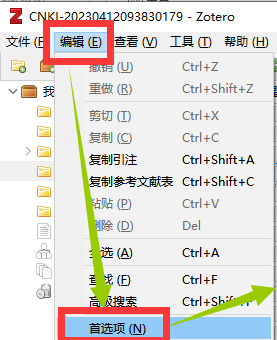 CNKI-20230412093830179 - Zotero
文件 编辑 (E) 查看 (V) 工具 (T) 帮助 (H)
我
撤销 (U) Ctrl+Z
重做 (R) Ctrl+Shift+Z
剪切 (T) Ctrl+X
复制 (C) Ctrl+C
复制引注 Ctrl+Shift+A
复制参考文献表 Ctrl+Shift+C
粘贴 (P) Ctrl+V
删除 (D) Del
全选 (A) Ctrl+A
查找 (F) Ctrl+F
高级搜索
首选项 (N)